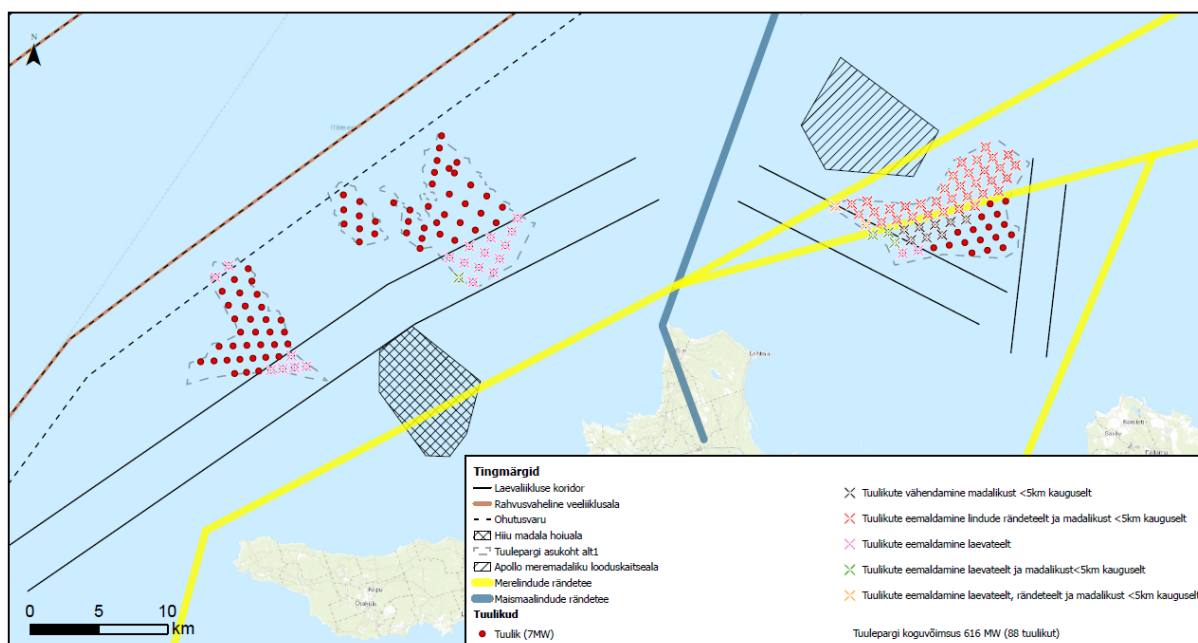 N
Tingmärgid
Laevaliikluse koridor
Rahvusvaheline veeliiklusala
Ohutusvaru
Hiiu madala hoiuala
Tuulepargi asukoht alt1
Apollo meremadaliku looduskaitseala
Merelindude rändetee
Maismaalindude rändetee
Tuulikud
Tuulik (7MW)
Tuulikute vähendamine madalikust <5km kauguselt
Tuulikute eemaldamine lindude rändeteelt ja madalikust <5km kauguselt
Tuulikute eemaldamine laevateelt
Tuulikute eemaldamine laevateelt ja madalikust<5km kauguselt
Tuulikute eemaldamine laevateelt, rändeteelt ja madalikust <5km kauguselt
Tuulepargi koguvõimsus 616 MW (88 tuulikut)
0 5 10
km